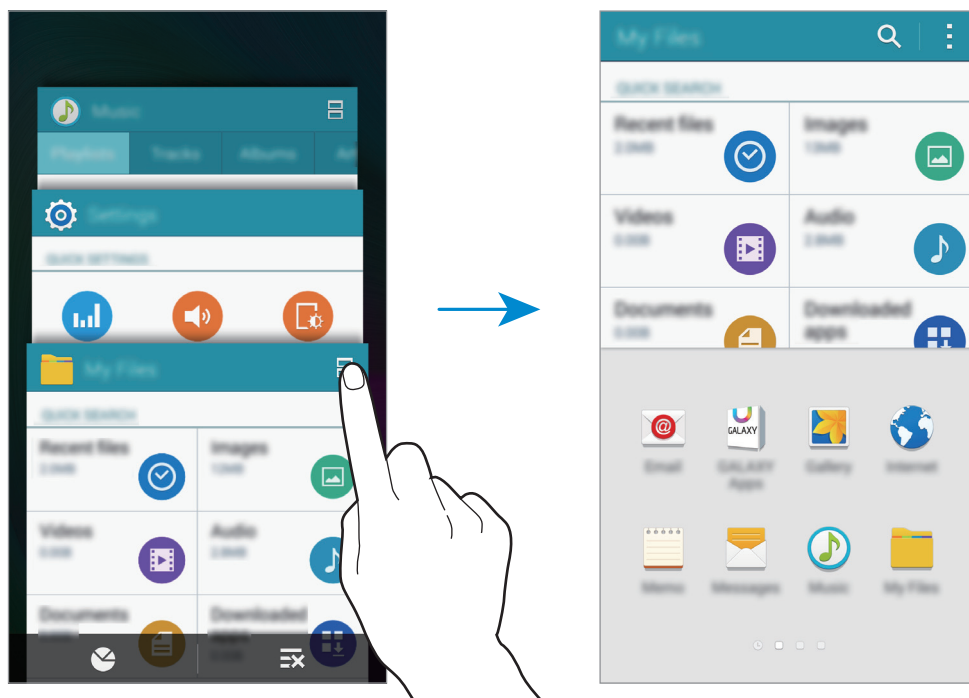 Music
Playlists
Tracks
Albums
Settings
QUICK SETTINGS
My Files
QUICK SEARCH
Recent files
Images
Videos
Audio
Documents
Downloaded
apps
My Files
QUICK SEARCH
Recent files
Images
Videos
Audio
Documents
Downloaded
apps
GALAXY
Email
GALAXY
Apps
Gallery
Internet
Memo
Messages
Music
My Files